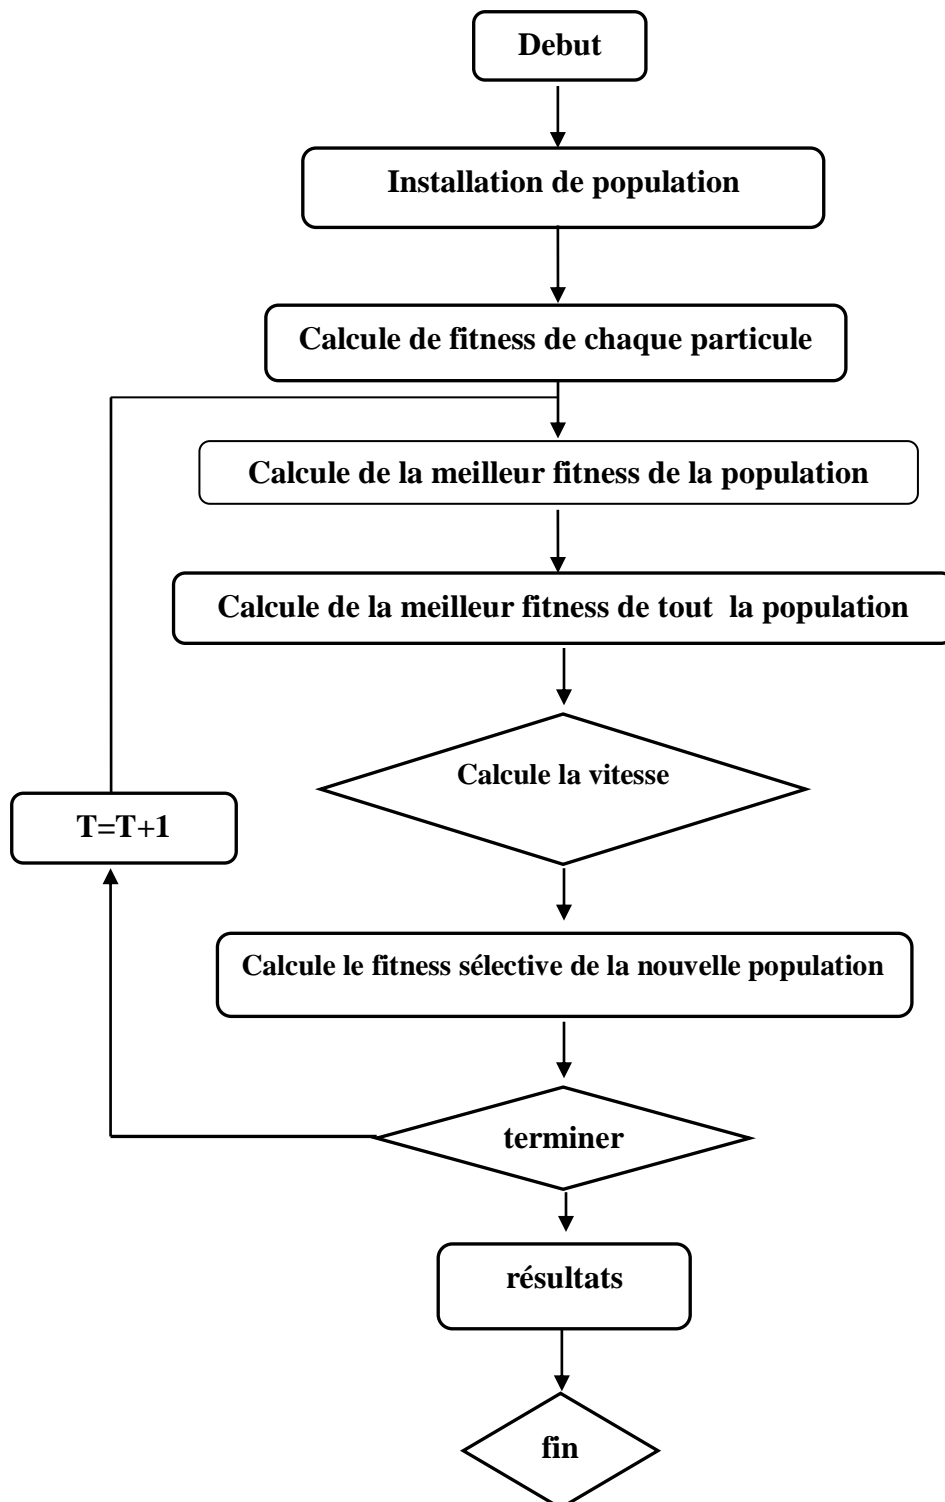 Debut
Installation de population
Calcule de fitness de chaque particule
Calcule de la meilleur fitness de la population
Calcule de la meilleur fitness de tout la population
Calcule la vitesse
T=T+1
Calcule le fitness sélective de la nouvelle population
terminer
résultats
fin